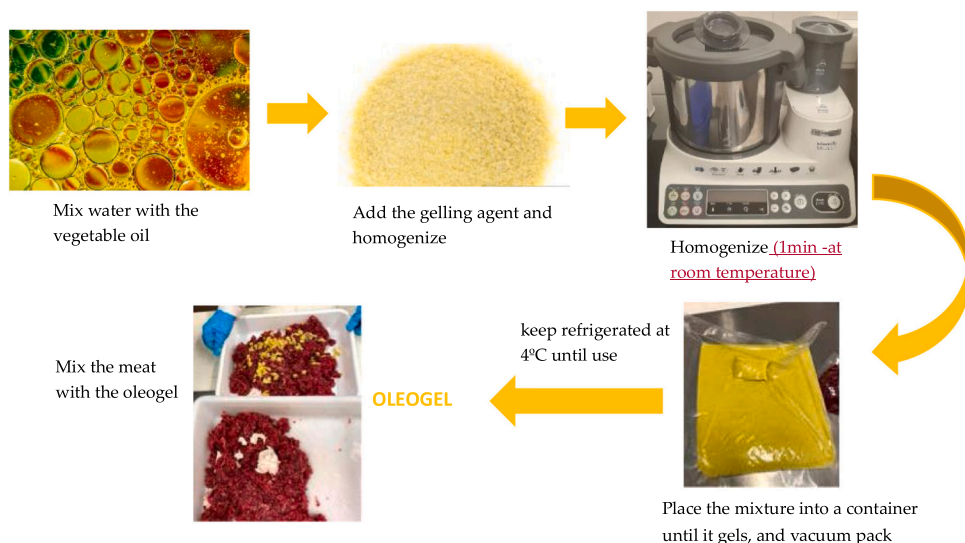 Mix water with the
vegetable oil
Add the gelling agent and
homogenize
Homogenize (1min -at
room temperature)
Place the mixture into a container
until it gels, and vacuum pack
keep refrigerated at
4ºC until use
OLEOGEL
Mix the meat
with the oleogel